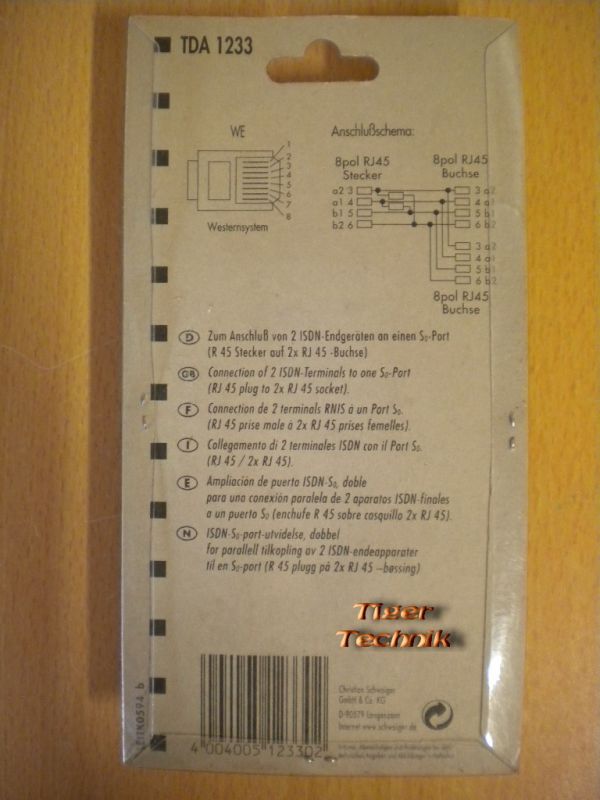 TDA 1233
WE
1
2
3
4
5
6
7
8
Westernsystem
Anschlußschema:
8pol RJ45
Stecker
8pol RJ45
Buchse
a2 3
a1 4
b1 5
b2 6
3 a2
4 a1
5 b1
6 b2
3 a2
4 a1
5 b1
6 b2
8pol RJ45
Buchse
D Zum Anschluß von 2 ISDN-Endgeräten an einen S₀-Port
(R 45 Stecker auf 2x RJ 45 -Buchse)
GB Connection of 2 ISDN-Terminals to one S₀-Port
(RJ 45 plug to 2x RJ 45 socket).
F Connection de 2 terminals RNIS à un Port S₀.
(RJ 45 prise male à 2x RJ 45 prises femelles).
I Collegamento di 2 terminales ISDN con il Port S₀.
(RJ 45 / 2x RJ 45).
E Ampliación de puerto ISDN-S₀, doble
para una conexión paralela de 2 aparatos ISDN-finales
a un puerto S₀ (enchufe R 45 sobre casquillo 2x RJ 45).
N ISDN-S₀-port-utvidelse, dobbel
for parallell tilkopling av 2 ISDN-endeapparater
til en S₀-port (R 45 plugg på 2x RJ 45 –bøssing)
Tiger
Technik
Christian Schwaiger
GmbH & Co. KG
D-90579 Langenzenn
Internet www.schwaiger.de
4 004005 123302